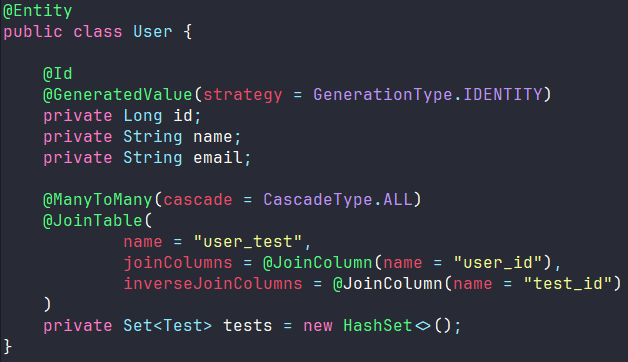 @Entity
public class User {
@Id
@GeneratedValue(strategy = GenerationType.IDENTITY)
private Long id;
private String name;
private String email;
@ManyToMany(cascade = CascadeType.ALL)
@JoinTable(
name = "user_test",
joinColumns = @JoinColumn(name = "user_id"),
inverseJoinColumns = @JoinColumn(name = "test_id")
)
private Set<Test> tests = new HashSet<>();
}